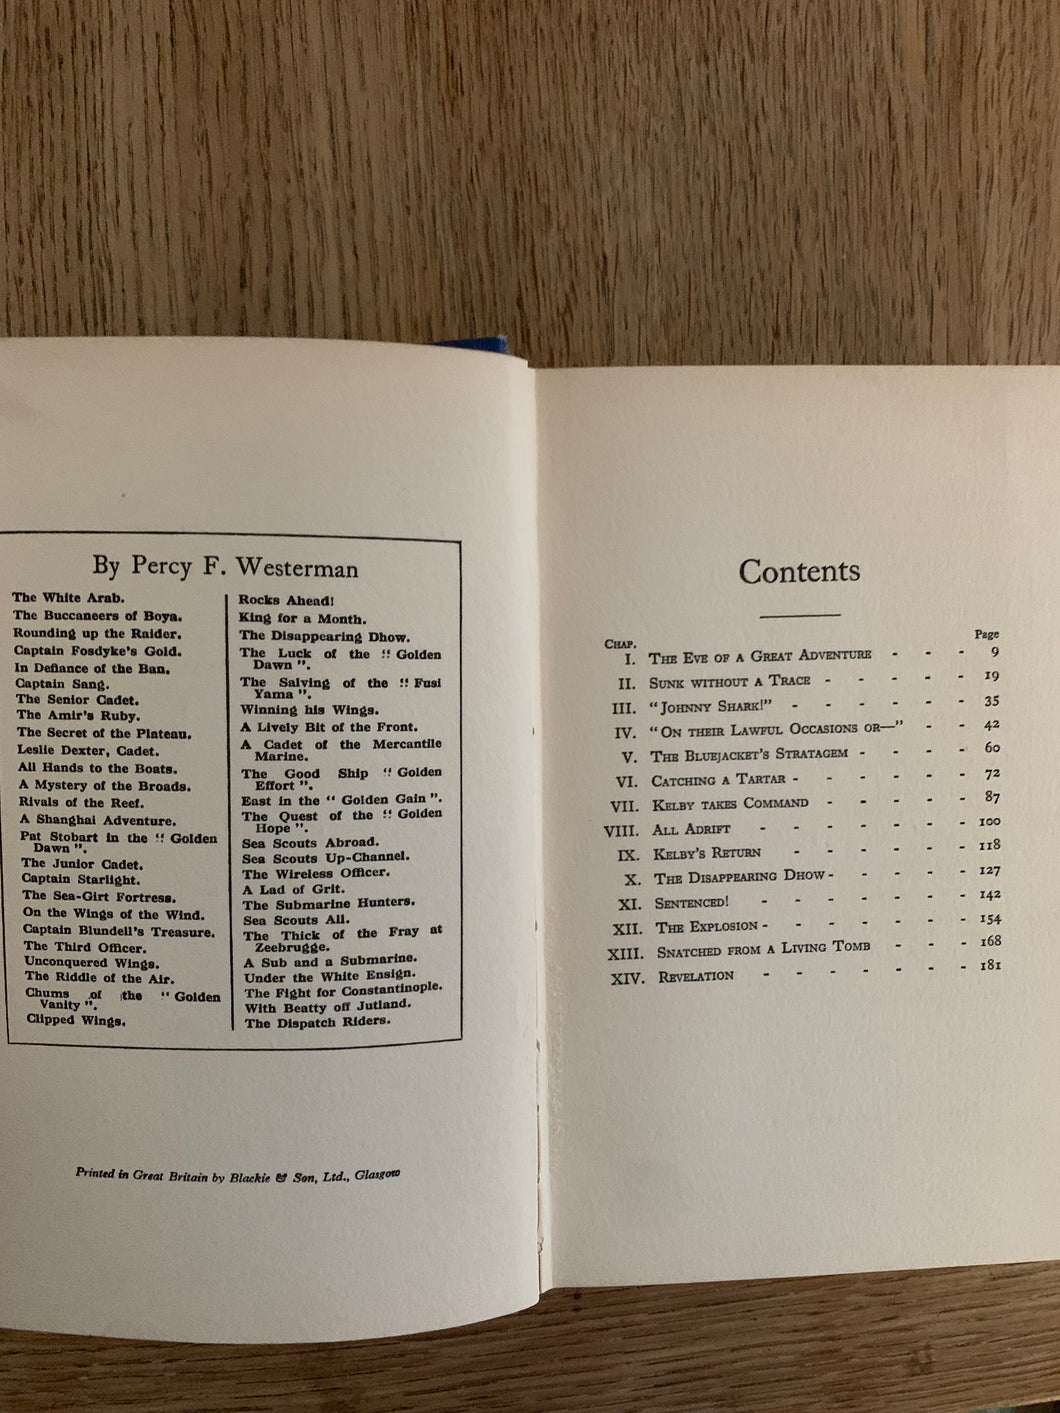 By Percy F. Westerman
The White Arab.
The Buccaneers of Boya.
Rounding up the Raider.
Captain Fosdyke's Gold.
In Defiance of the Ban.
Captain Sang.
The Senior Cadet.
The Amir's Ruby.
The Secret of the Plateau.
Leslie Dexter, Cadet.
All Hands to the Boats.
A Mystery of the Broads.
Rivals of the Reef.
A Shanghai Adventure.
Pat Stobart in the "Golden
Dawn".
The Junior Cadet.
Captain Starlight.
The Sea-Girt Fortress.
On the Wings of the Wind.
Captain Blundell's Treasure.
The Third Officer.
Unconquered Wings.
The Riddle of the Air.
Chums of the "Golden
Vanity".
Clipped Wings.
Rocks Ahead!
King for a Month.
The Disappearing Dhow.
The Luck of the "Golden
Dawn".
The Salving of the "Fusi
Yama".
Winning his Wings.
A Lively Bit of the Front.
A Cadet of the Mercantile
Marine.
The Good Ship "Golden
Effort".
East in the "Golden Gain".
The Quest of the "Golden
Hope".
Sea Scouts Abroad.
Sea Scouts Up-Channel.
The Wireless Officer.
A Lad of Grit.
The Submarine Hunters.
Sea Scouts All.
The Thick of the Fray at
Zeebrugge.
A Sub and a Submarine.
Under the White Ensign.
The Fight for Constantinople.
With Beatty off Jutland.
The Dispatch Riders.
Printed in Great Britain by Blackie & Son, Ltd., Glasgow
Contents
Chap. Page
I. The Eve of a Great Adventure - - - 9
II. Sunk without a Trace - - - - - 19
III. "Johnny Shark!" - - - - - - 35
IV. "On their Lawful Occasions or—" - - 42
V. The Bluejacket's Stratagem - - - - 60
VI. Catching a Tartar - - - - - - 72
VII. Kelby takes Command - - - - - 87
VIII. All Adrift - - - - - - - 100
IX. Kelby's Return - - - - - - 118
X. The Disappearing Dhow - - - - - 127
XI. Sentenced! - - - - - - - 142
XII. The Explosion - - - - - - - 154
XIII. Snatched from a Living Tomb - - - 168
XIV. Revelation - - - - - - - 181